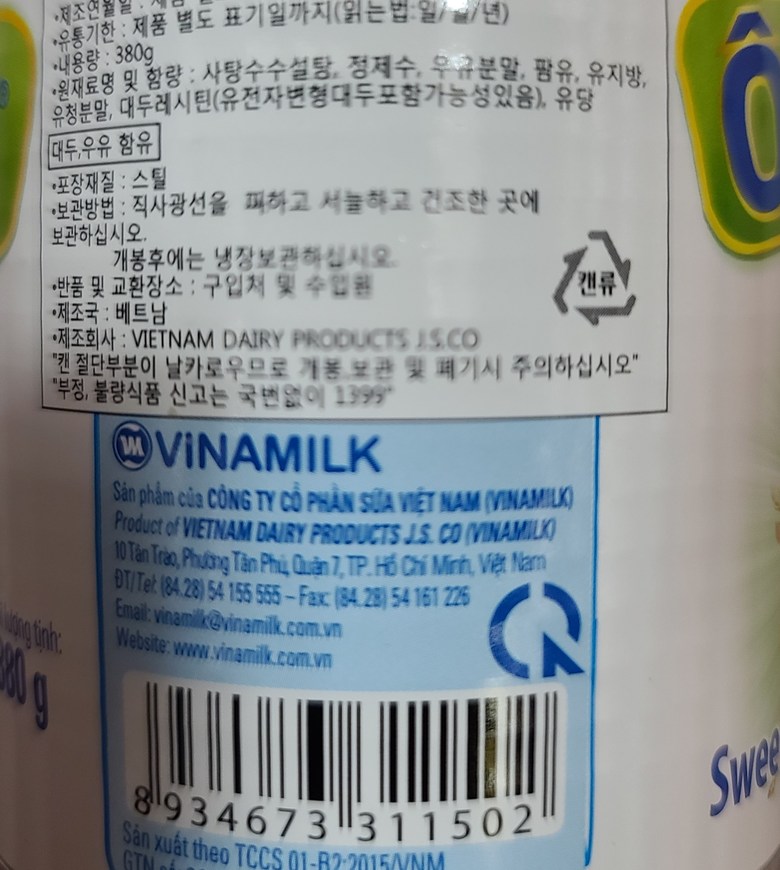 •제조연월일 : 제품
•유통기한 : 제품 별도 표기일까지(읽는법:일/월/년)
•내용량 : 380g
•원재료명 및 함량 : 사탕수수설탕, 정제수, 우유분말, 팜유, 유지방,
유청분말, 대두레시틴(유전자변형대두포함가능성있음), 유당
대두,우유 함유
•포장재질 : 스틸
•보관방법 : 직사광선을 피하고 서늘하고 건조한 곳에
보관하십시오.
개봉후에는 냉장보관하십시오.
•반품 및 교환장소 : 구입처 및 수입원
•제조국 : 베트남
•제조회사 : VIETNAM DAIRY PRODUCTS J.S.CO
"캔 절단부분이 날카로우므로 개봉.보관 및 폐기시 주의하십시오"
"부정, 불량식품 신고는 국번없이 1399"
캔류
VINAMILK
Sản phẩm của CÔNG TY CỔ PHẦN SỮA VIỆT NAM (VINAMILK)
Product of VIETNAM DAIRY PRODUCTS J.S. CO (VINAMILK)
10 Tân Trào, Phường Tân Phú, Quận 7, TP. Hồ Chí Minh, Việt Nam
ĐT/Tel: (84.28) 54 155 555 – Fax: (84.28) 54 161 226
Email: vinamilk@vinamilk.com.vn
Website: www.vinamilk.com.vn
8 934673 311502
Sản xuất theo TCCS 01-B2:2015/VNM
tịnh:
80 g
Ô
Swee